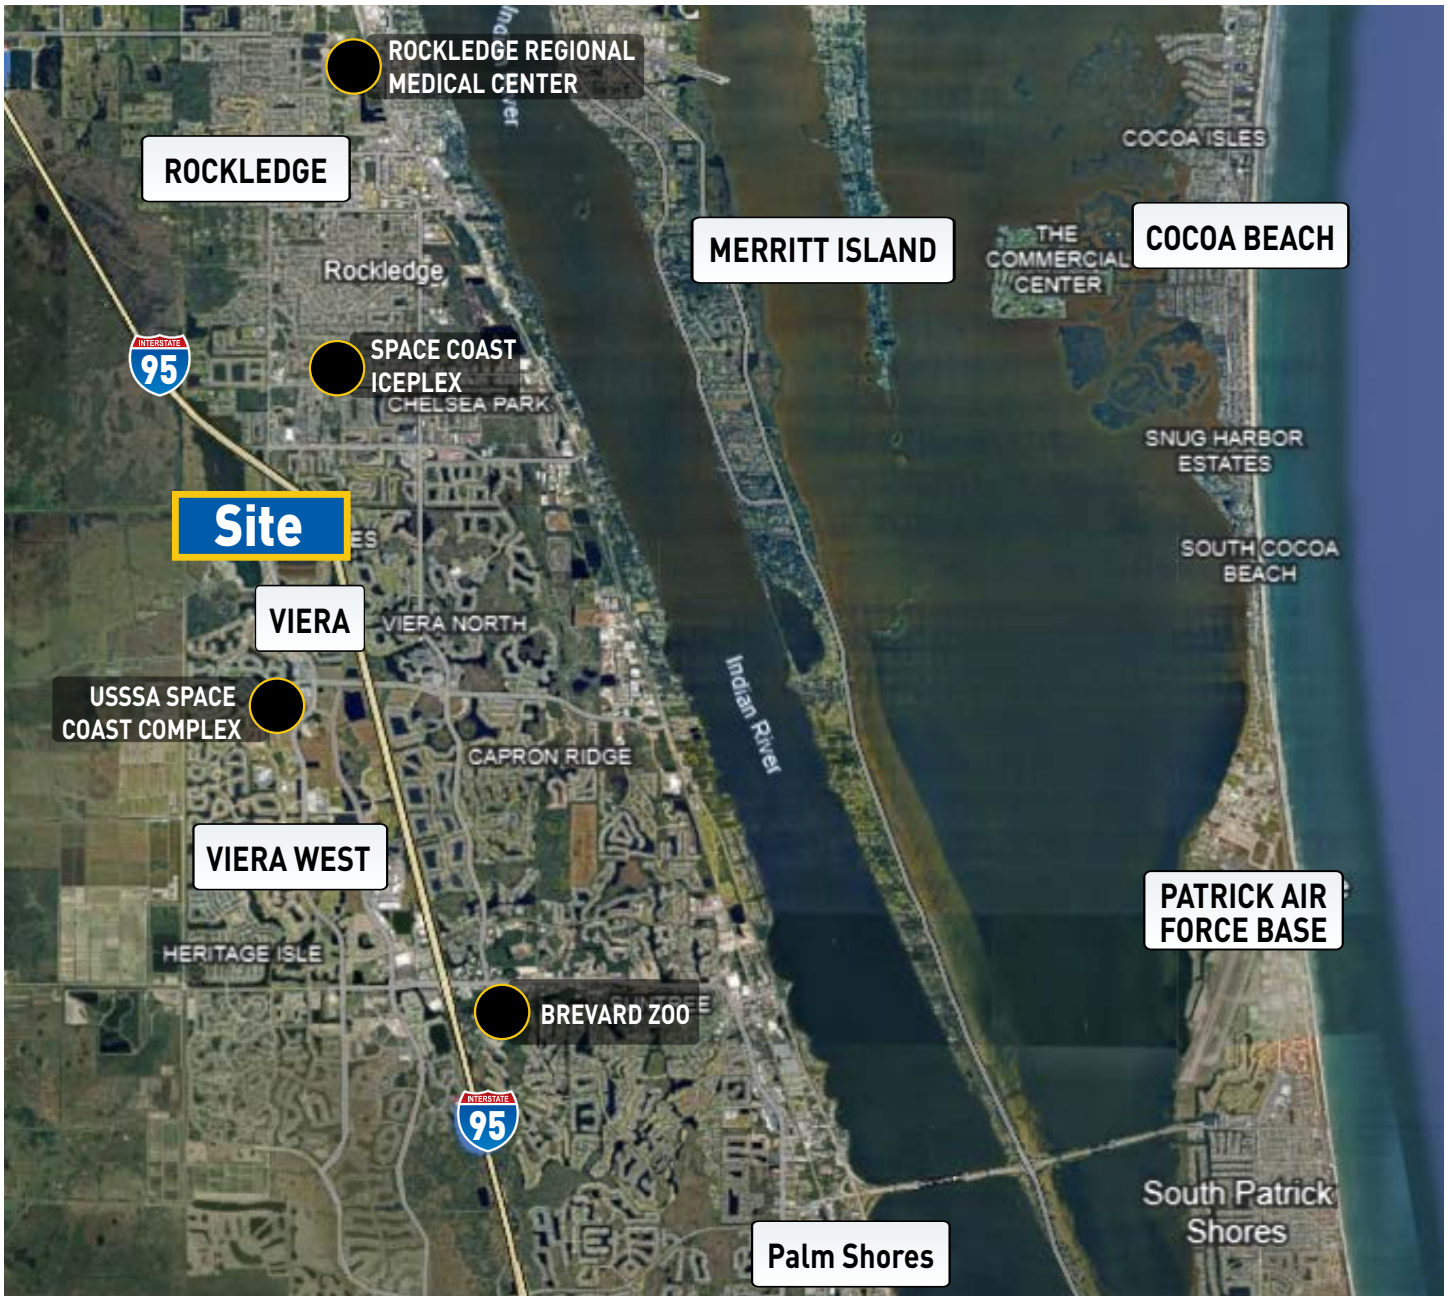 Indian River
ROCKLEDGE REGIONAL
MEDICAL CENTER
COCOA ISLES
ROCKLEDGE
MERRITT ISLAND
THE
COMMERCIAL
CENTER
COCOA BEACH
Rockledge
INTERSTATE
95
SPACE COAST
ICEPLEX
CHELSEA PARK
SNUG HARBOR
ESTATES
Site
ES
SOUTH COCOA
BEACH
VIERA
VIERA NORTH
USSSA SPACE
COAST COMPLEX
Indian River
CAPRON RIDGE
VIERA WEST
PATRICK AIR
FORCE BASE
HERITAGE ISLE
BREVARD ZOO
INTERSTATE
95
South Patrick
Shores
Palm Shores